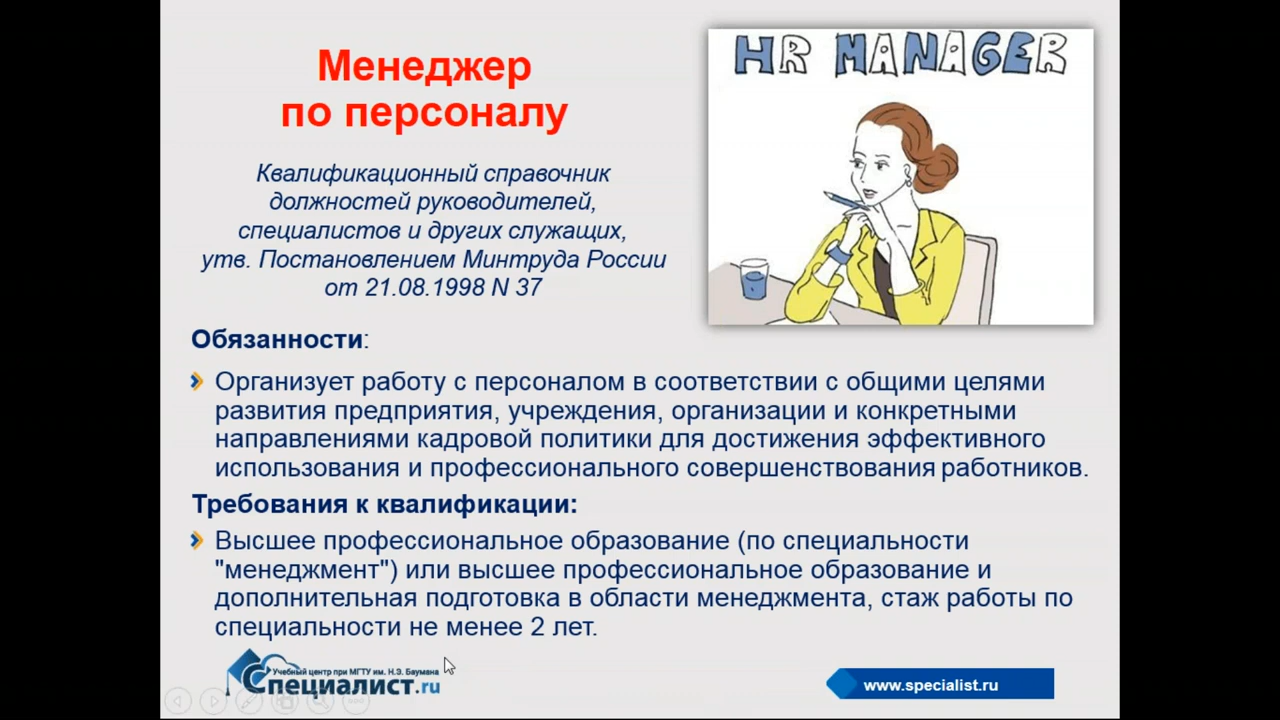 Менеджер
по персоналу
HR MANAGER
Квалификационный справочник
должностей руководителей,
специалистов и других служащих,
утв. Постановлением Минтруда России
от 21.08.1998 N 37
Обязанности:
Организует работу с персоналом в соответствии с общими целями
развития предприятия, учреждения, организации и конкретными
направлениями кадровой политики для достижения эффективного
использования и профессионального совершенствования работников.
Требования к квалификации:
Высшее профессиональное образование (по специальности
"менеджмент") или высшее профессиональное образование и
дополнительная подготовка в области менеджмента, стаж работы по
специальности не менее 2 лет.
Учебный центр при МГТУ им. Н.Э. Баумана
Специалист.ru
www.specialist.ru